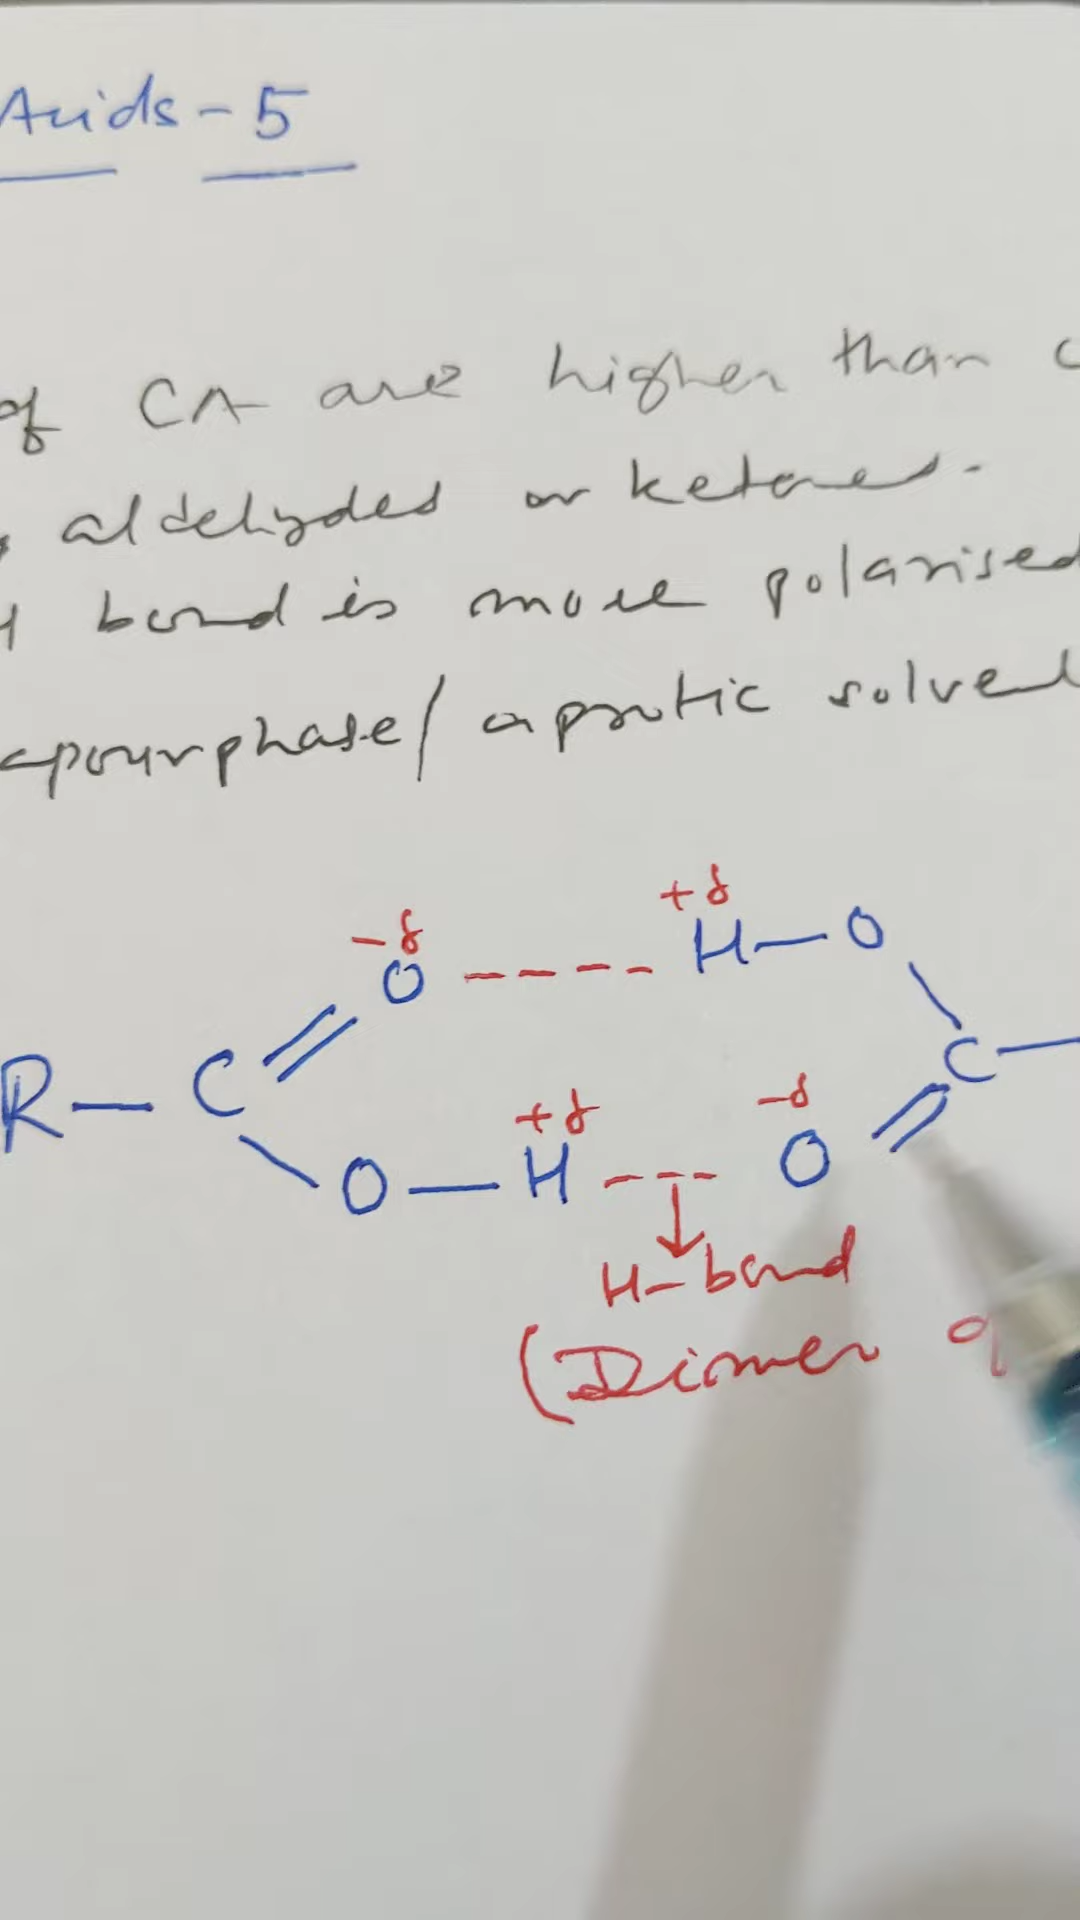 Acids - 5
of CA are higher than c
aldehydes or ketones.
H bond is more polarised
apourphase/ aprotic solvent
-δ
+δ
O ---- H — O
R — C
C —
+δ
-δ
O — H --- O
H-bond
(Dimer of